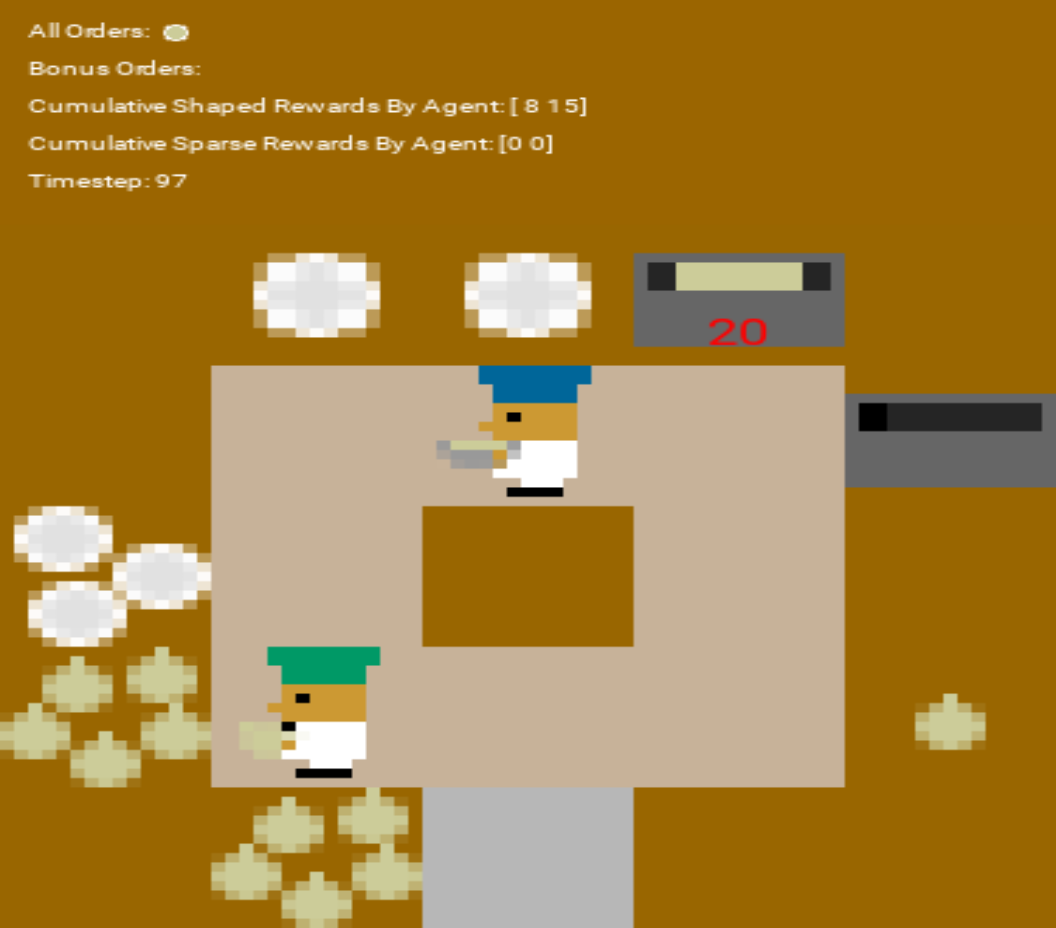 All Orders:
Bonus Orders:
Cumulative Shaped Rewards By Agent: [ 8 15]
Cumulative Sparse Rewards By Agent: [0 0]
Timestep: 97
20